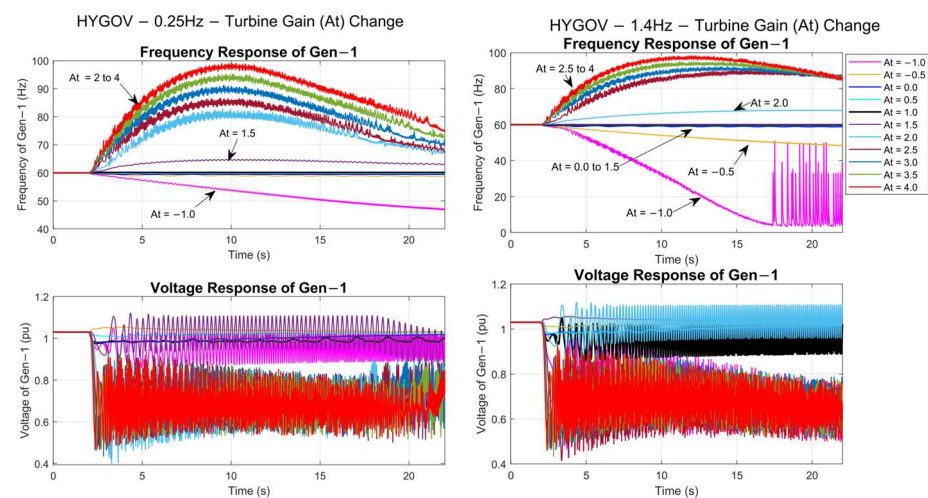 HYGOV – 0.25Hz – Turbine Gain (At) Change
Frequency Response of Gen−1
Frequency of Gen−1 (Hz)
100
90
80
70
60
50
40
At = 2 to 4
At = 1.5
At = −1.0
0
5
10
15
20
Time (s)
Voltage Response of Gen−1
Voltage of Gen−1 (pu)
1.2
1
0.8
0.6
0.4
0
5
10
15
20
Time (s)
HYGOV – 1.4Hz – Turbine Gain (At) Change
Frequency Response of Gen−1
Frequency of Gen−1 (Hz)
100
80
60
40
20
0
At = 2.5 to 4
At = 2.0
At = 0.0 to 1.5
At = −0.5
At = −1.0
0
5
10
15
20
Time (s)
At = −1.0
At = −0.5
At = 0.0
At = 0.5
At = 1.0
At = 1.5
At = 2.0
At = 2.5
At = 3.0
At = 3.5
At = 4.0
Voltage Response of Gen−1
Voltage of Gen−1 (pu)
1.2
1
0.8
0.6
0.4
0
5
10
15
20
Time (s)